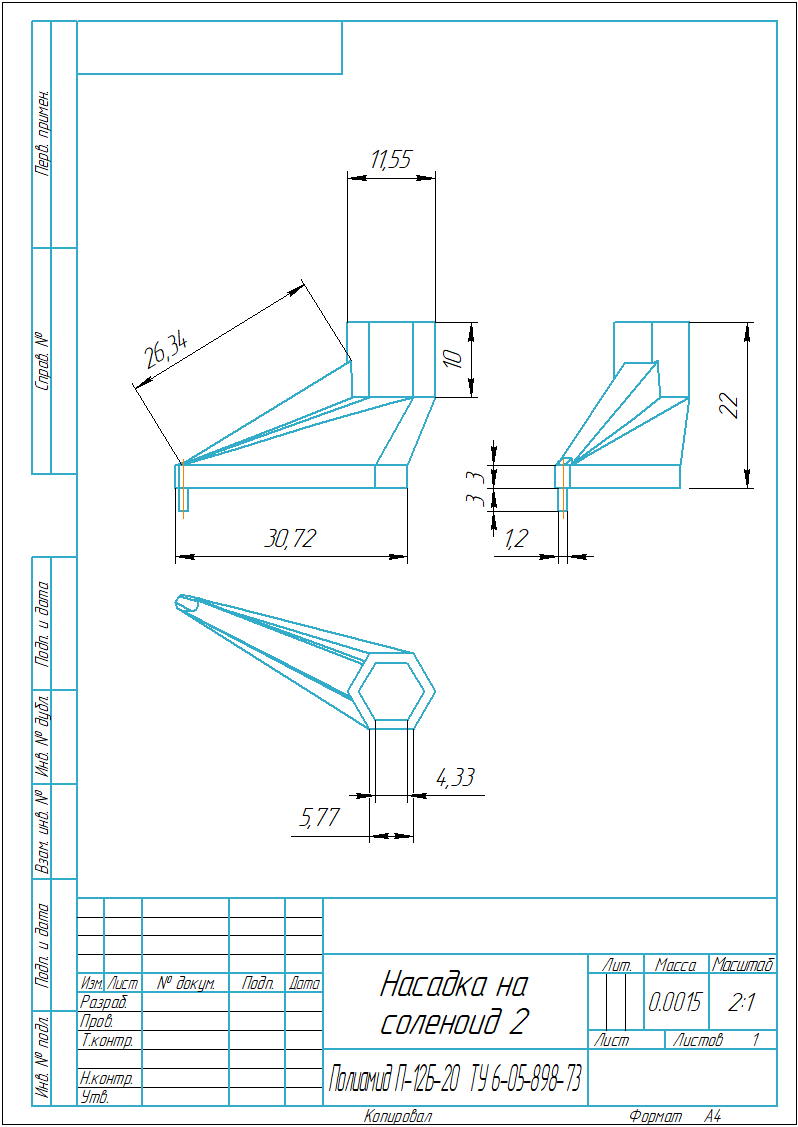 Перв. примен.
Справ. №
Подп. и дата
Инв. № дубл.
Взам. инв. №
Подп. и дата
Инв. № подл.
11,55
26,34
10
30,72
22
3
3
1,2
4,33
5,77
Изм. Лист № докум. Подп. Дата
Разраб.
Пров.
Т.контр.
Н.контр.
Утв.
Насадка на
соленоид 2
Лит. Масса Масштаб
0.0015 2:1
Лист Листов 1
Полиамид П-12Б-20 ТУ 6-05-898-73
Копировал Формат А4